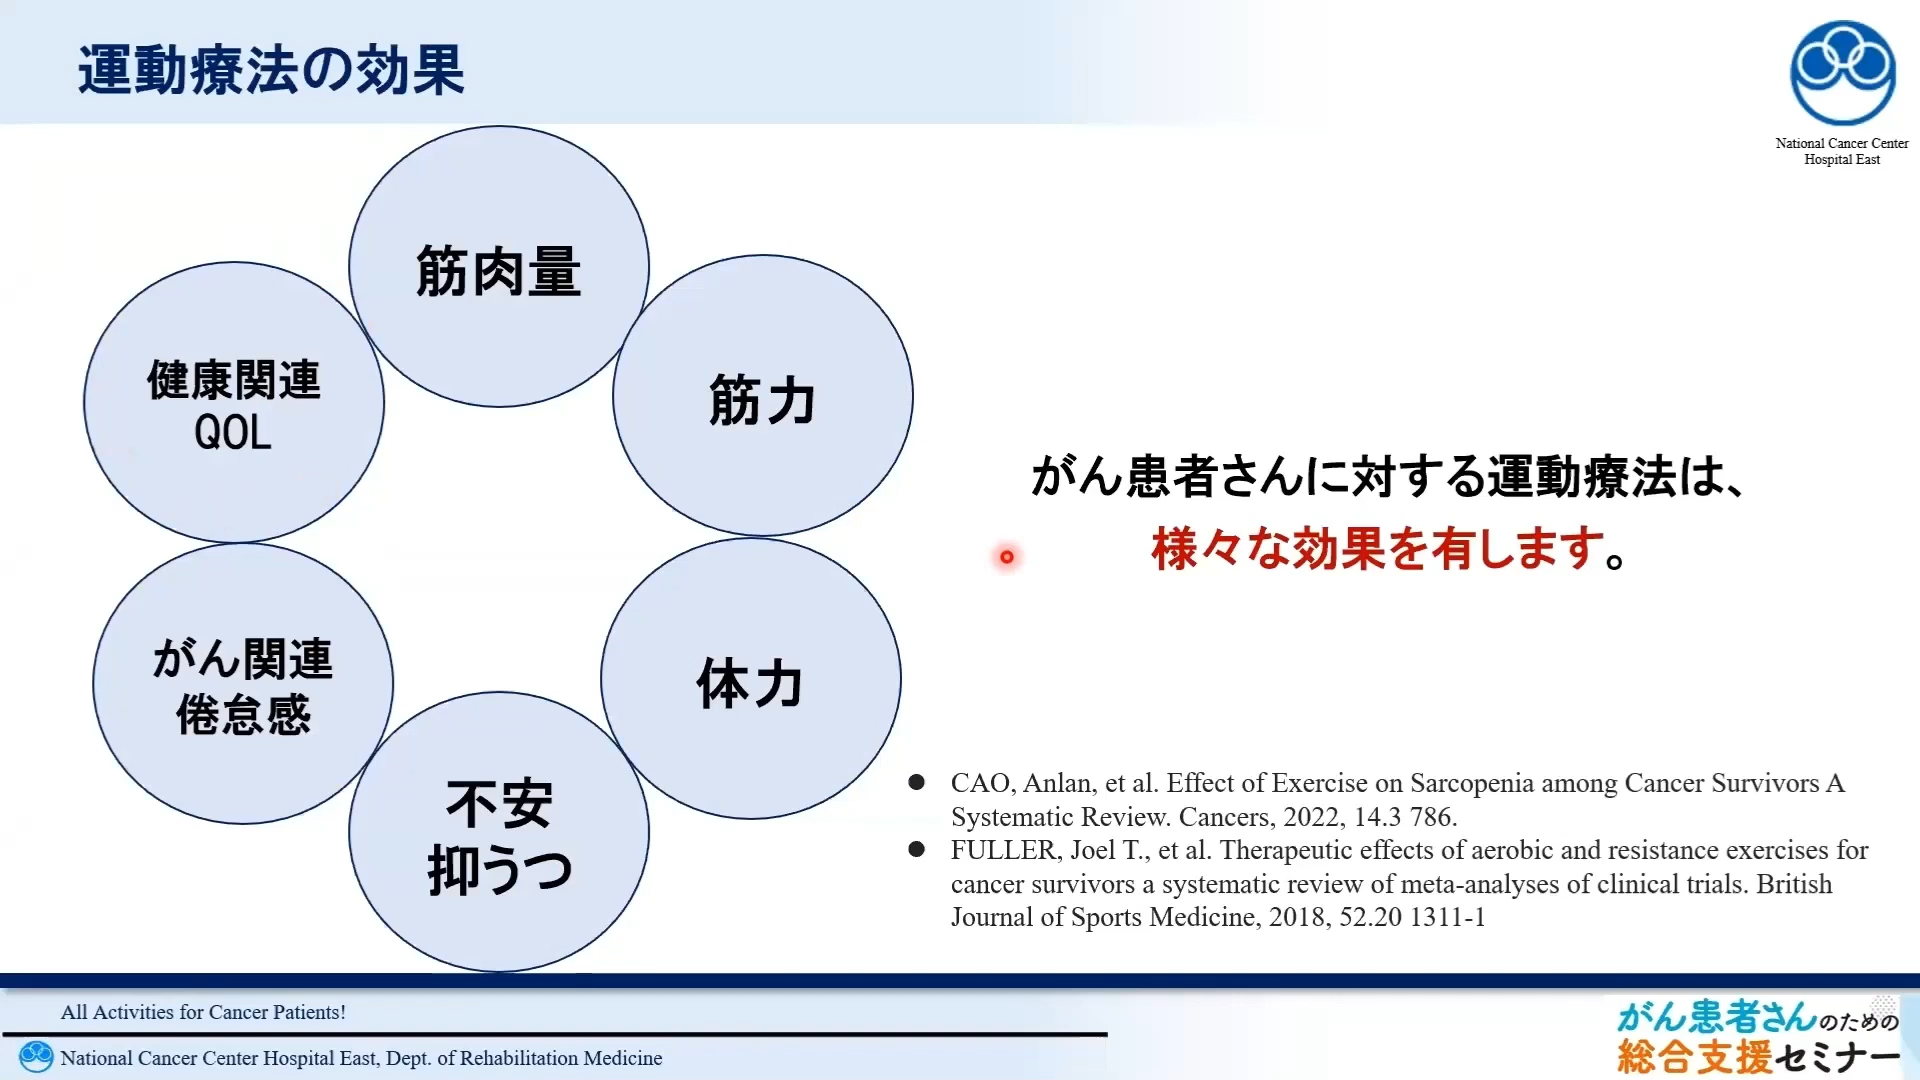 運動療法の効果
National Cancer Center
Hospital East
筋肉量
筋力
体力
不安
抑うつ
がん関連
倦怠感
健康関連
QOL
がん患者さんに対する運動療法は、
様々な効果を有します。
● CAO, Anlan, et al. Effect of Exercise on Sarcopenia among Cancer Survivors A
Systematic Review. Cancers, 2022, 14.3 786.
● FULLER, Joel T., et al. Therapeutic effects of aerobic and resistance exercises for
cancer survivors a systematic review of meta-analyses of clinical trials. British
Journal of Sports Medicine, 2018, 52.20 1311-1
All Activities for Cancer Patients!
National Cancer Center Hospital East, Dept. of Rehabilitation Medicine
がん患者さんのための
総合支援セミナー